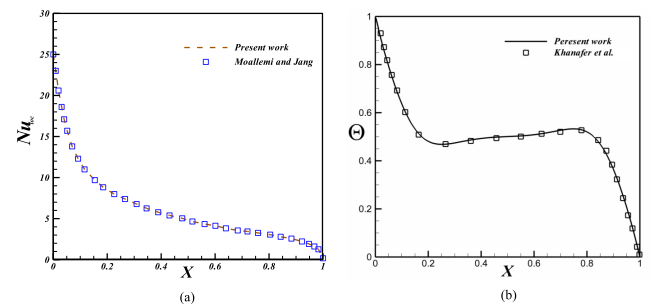 30
25
20
15
10
5
0
Nu loc
Present work
Moallemi and Jang
0 0.2 0.4 0.6 0.8 1
X
(a)
1
0.8
0.6
0.4
0.2
0
Θ
Peresent work
Khanafer et al.
0 0.2 0.4 0.6 0.8 1
X
(b)